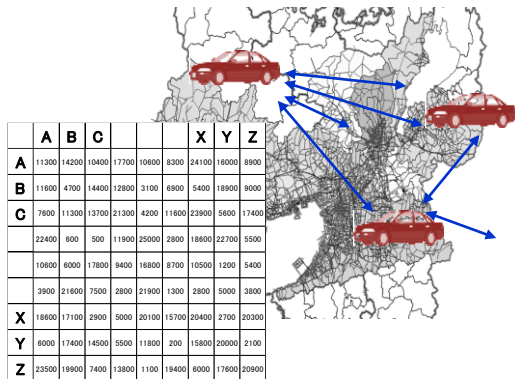 A B C X Y Z
A 11300 14200 10400 17700 10600 8300 24100 16000 8900
B 11600 4700 14400 12800 3100 6900 5400 18900 9000
C 7600 11300 13700 21300 4200 11600 23900 5600 17400
22400 600 500 11900 25000 2800 18600 22700 5500
10600 6000 17800 9400 16800 8700 10500 1200 5400
3900 21600 7500 2800 21900 1300 2800 5000 3800
X 18600 17100 2900 5000 20100 15700 20400 2700 20300
Y 6000 17400 14500 5500 11800 200 15800 20000 2100
Z 23500 19900 7400 13800 1100 19400 6000 17600 20900